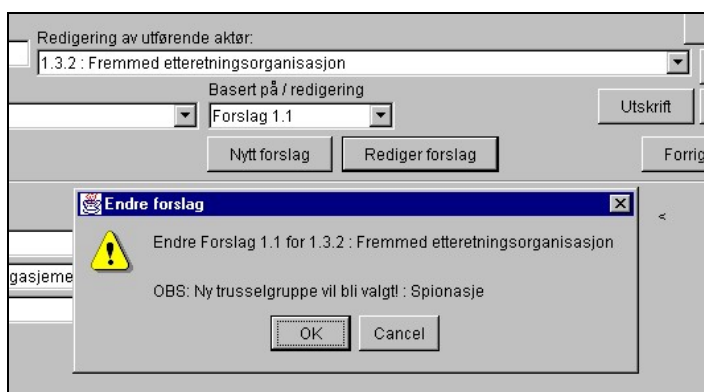 Redigering av utførende aktør:
1.3.2 : Fremmed etteretningsorganisasjon
Basert på / redigering
Forslag 1.1
Utskrift
Nytt forslag
Rediger forslag
Forrig
Endre forslag
<
Endre Forslag 1.1 for 1.3.2 : Fremmed etteretningsorganisasjon
gasjeme
OBS: Ny trusselgruppe vil bli valgt! : Spionasje
OK
Cancel